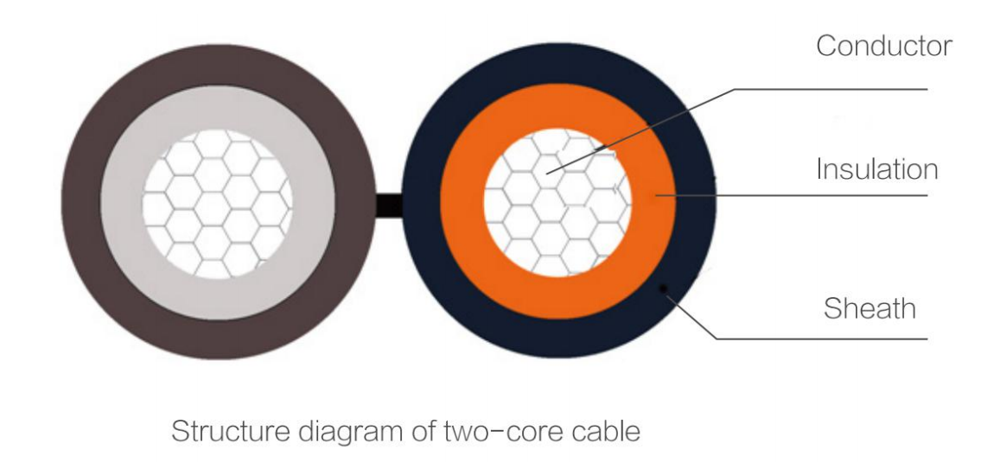 Conductor
Insulation
Sheath
Structure diagram of two-core cable